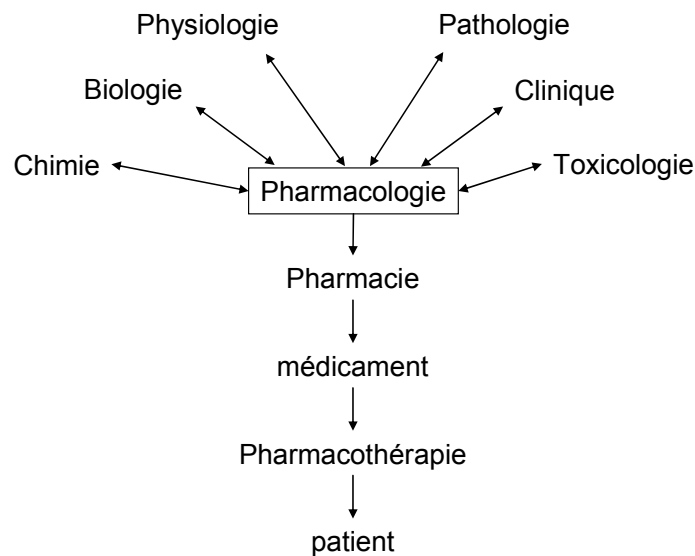 Physiologie
Pathologie
Biologie
Clinique
Chimie
Toxicologie
Pharmacologie
Pharmacie
médicament
Pharmacothérapie
patient